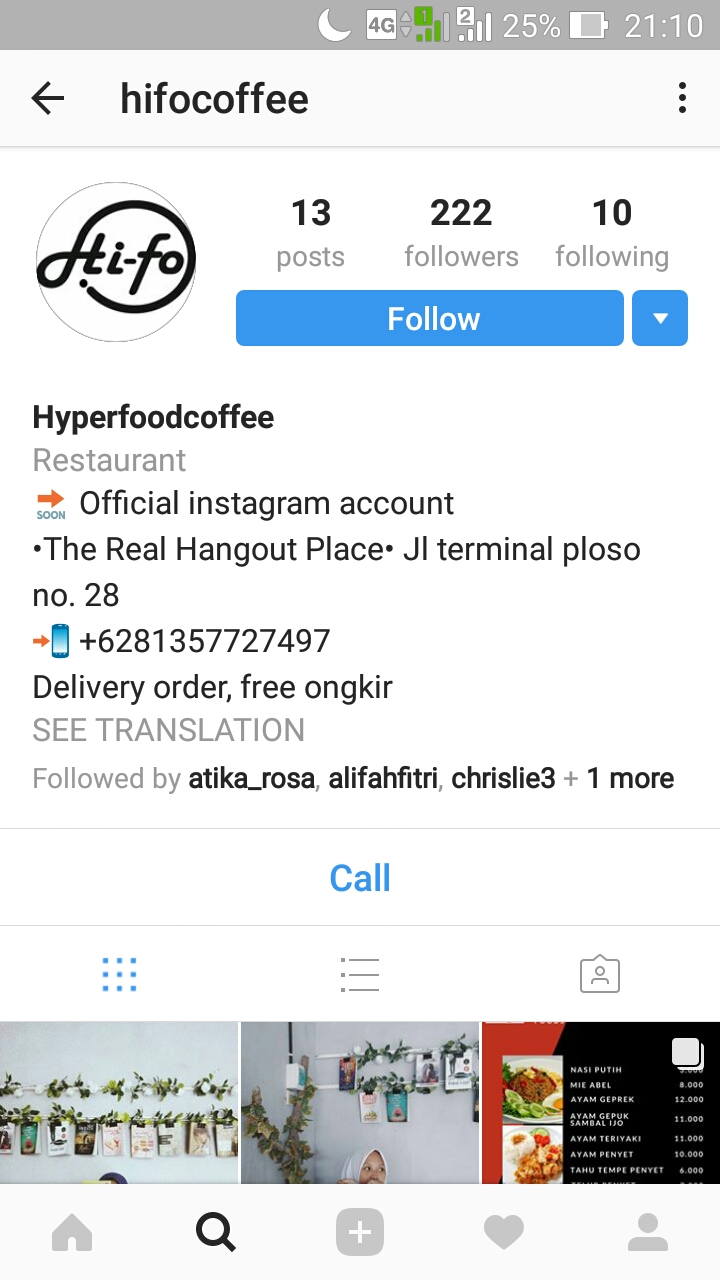 4G 1 2 25% 21:10
hifocoffee
Hi-fo
13 222 10
posts followers following
Follow
Hyperfoodcoffee
Restaurant
SOON Official instagram account
•The Real Hangout Place• Jl terminal ploso
no. 28
+6281357727497
Delivery order, free ongkir
SEE TRANSLATION
Followed by atika_rosa, alifahfitri, chrislie3 + 1 more
Call
NASI PUTIH
MIE ABEL 8.000
AYAM GEPREK 12.000
AYAM GEPUK
SAMBAL IJO 11.000
AYAM TERIYAKI 11.000
AYAM PENYET 10.000
TAHU TEMPE PENYET 6.000